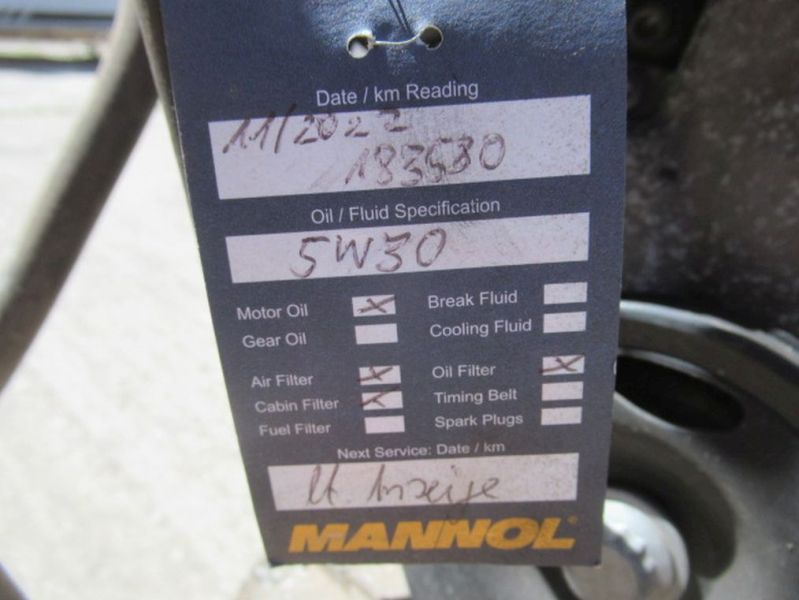 Date / km Reading
11/2022
183580
Oil / Fluid Specification
5W30
Motor Oil Break Fluid
Gear Oil Cooling Fluid
Air Filter Oil Filter
Cabin Filter Timing Belt
Fuel Filter Spark Plugs
Next Service: Date / km
lt Anzeige
MANNOL